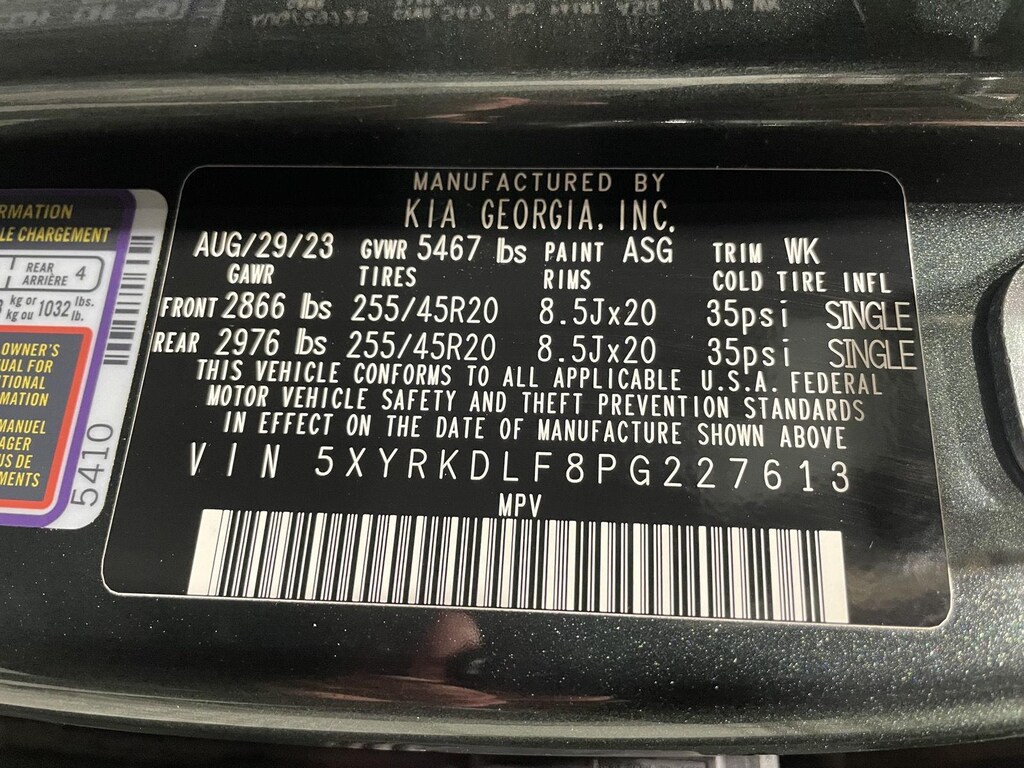 MANUFACTURED BY
KIA GEORGIA, INC.
AUG/29/23 GVWR 5467 lbs PAINT ASG TRIM WK
GAWR TIRES RIMS COLD TIRE INFL
FRONT 2866 lbs 255/45R20 8.5Jx20 35psi SINGLE
REAR 2976 lbs 255/45R20 8.5Jx20 35psi SINGLE
THIS VEHICLE CONFORMS TO ALL APPLICABLE U.S.A. FEDERAL
MOTOR VEHICLE SAFETY AND THEFT PREVENTION STANDARDS
IN EFFECT ON THE DATE OF MANUFACTURE SHOWN ABOVE
VIN 5XYRKDLF8PG227613
MPV
RMATION
LE CHARGEMENT
REAR 4
ARRIÈRE
kg or 1032 lbs.
kg ou lb.
OWNER'S
UAL FOR
ITIONAL
MATION
MANUEL
AGER
US DE
MENTS
5410